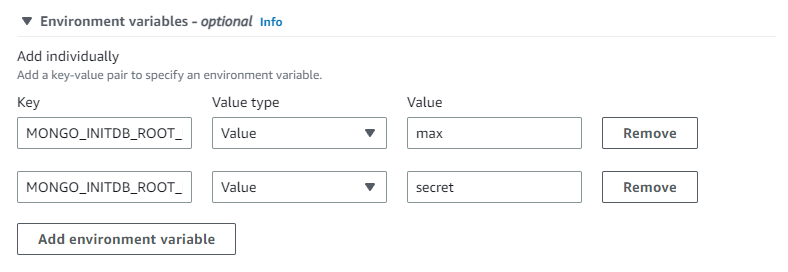 Environment variables - optional Info
Add individually
Add a key-value pair to specify an environment variable.
Key Value type Value
MONGO_INITDB_ROOT_ Value max Remove
MONGO_INITDB_ROOT_ Value secret Remove
Add environment variable